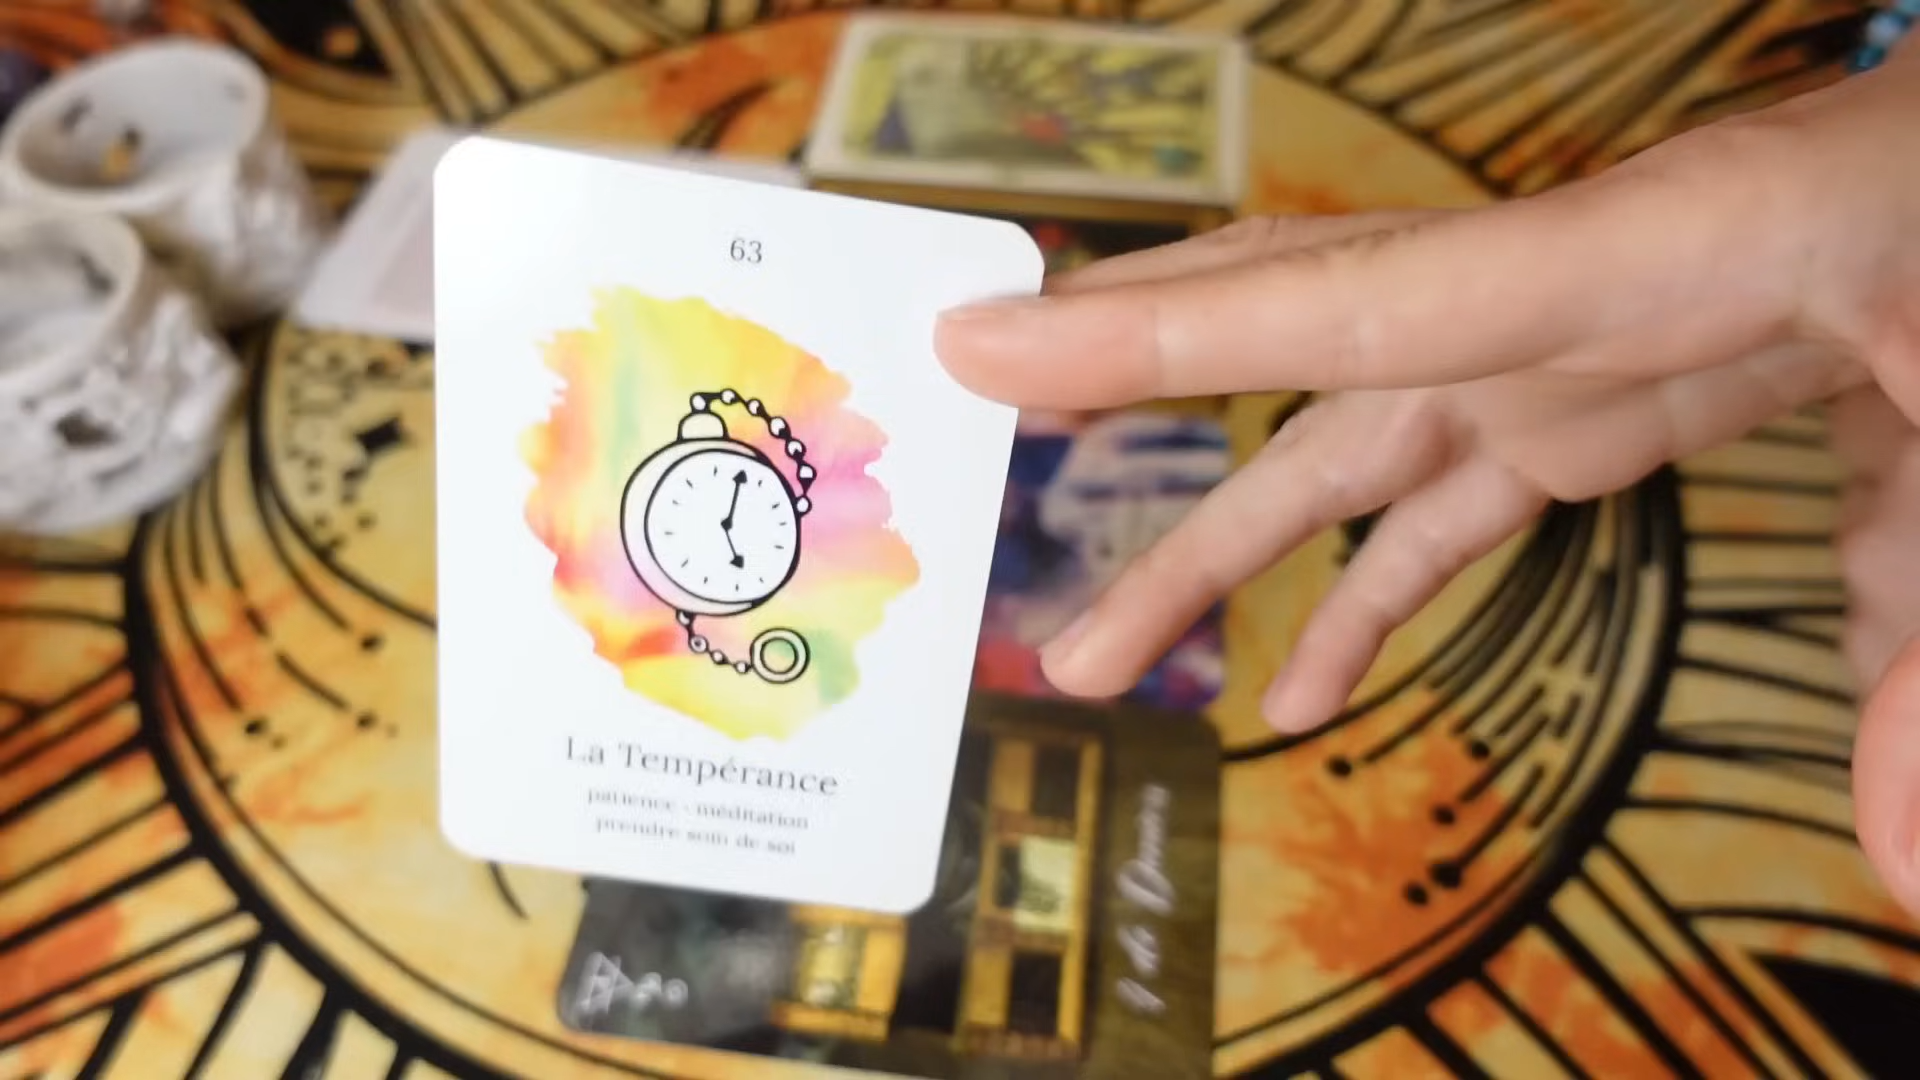 63
La Tempérance
patience - méditation
prendre soin de soi